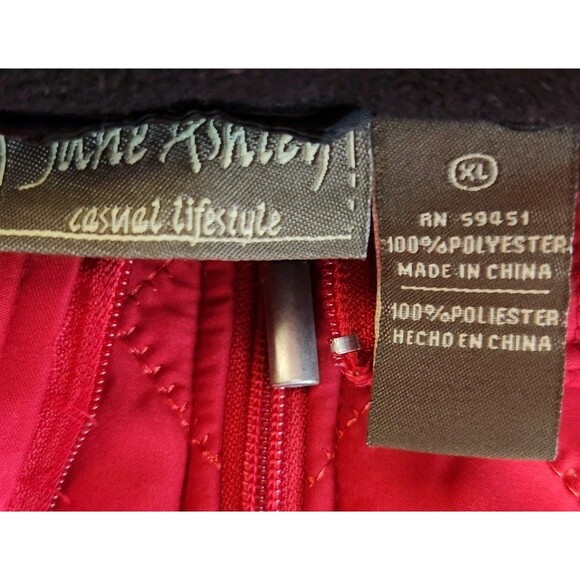 Jane Ashley
casual lifestyle
XL
RN 59451
100%POLYESTER
MADE IN CHINA
100%POLIESTER
HECHO EN CHINA